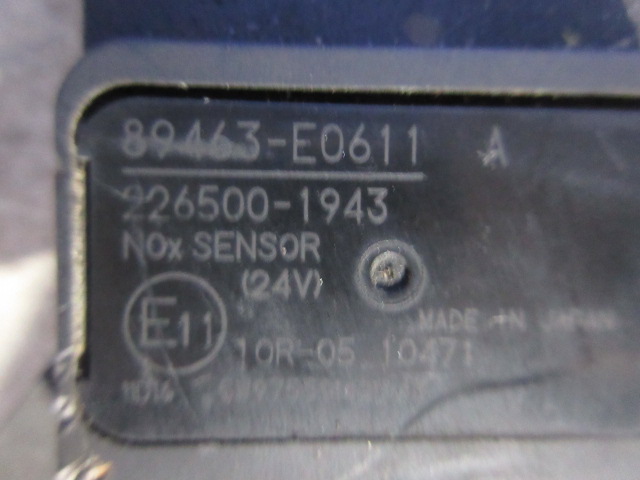 89463-E0611 A
226500-1943
NOx SENSOR
(24V)
MADE IN JAPAN
E11 10R-05 10471